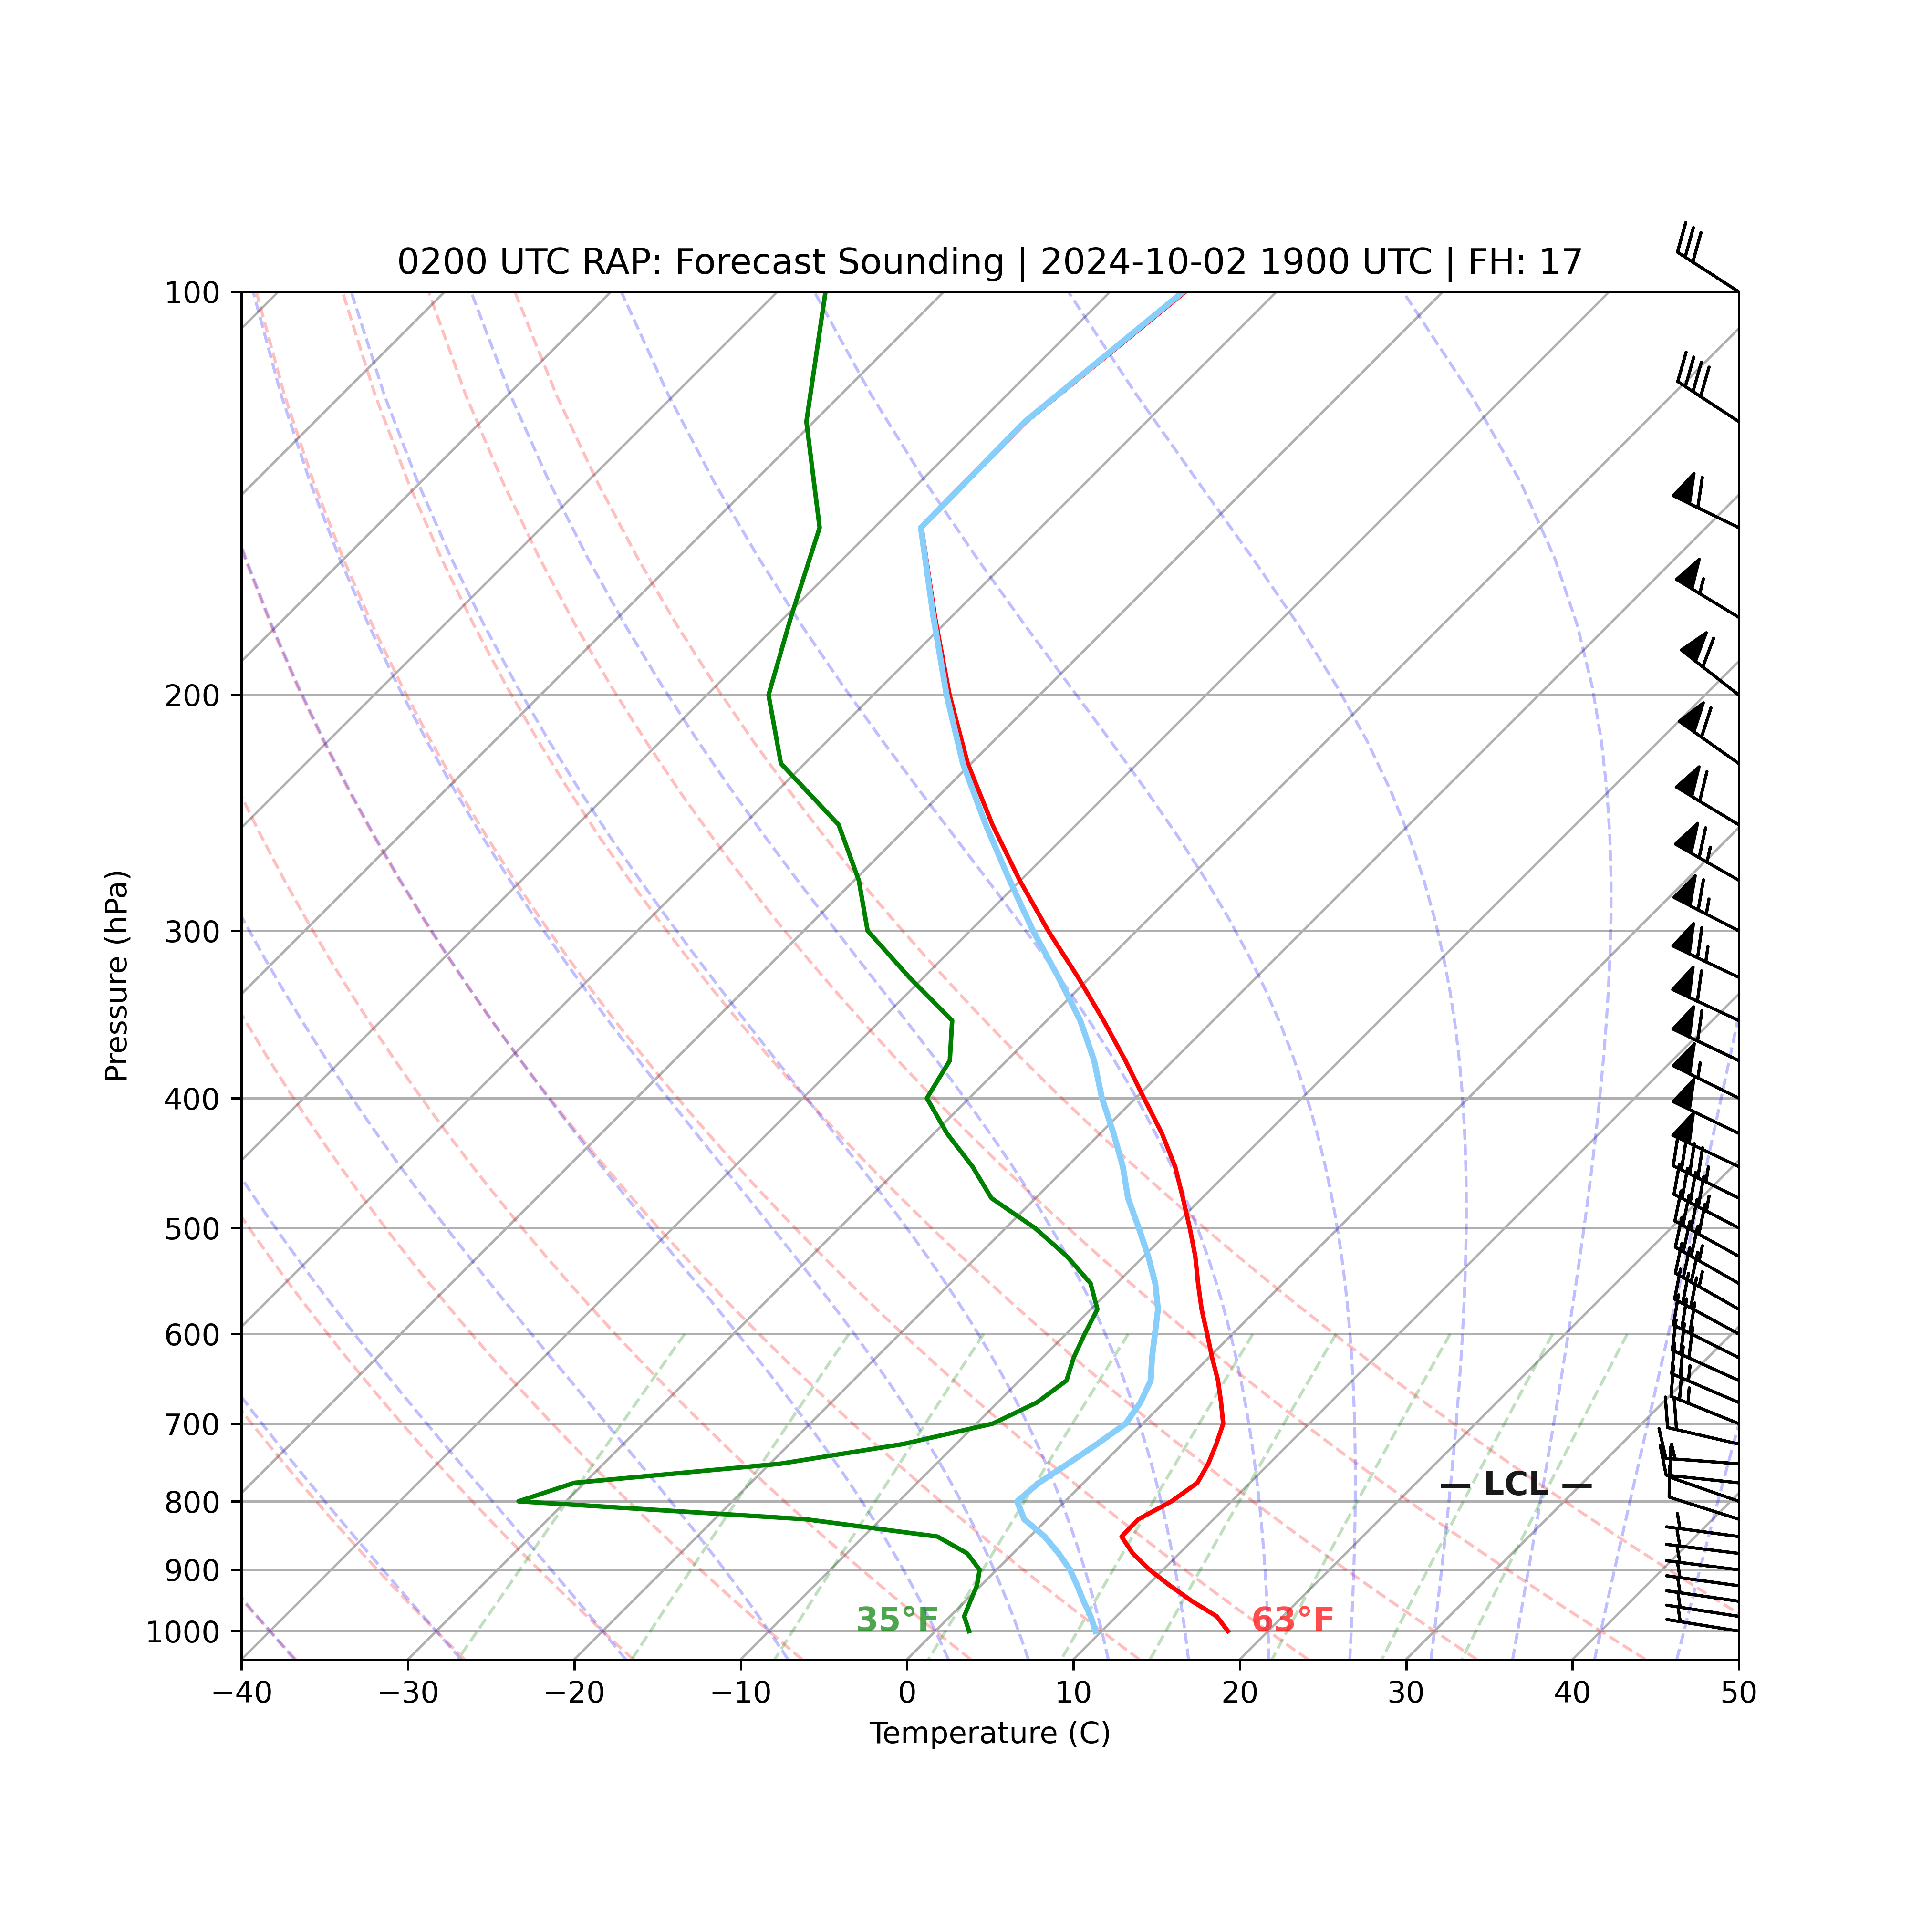 0200 UTC RAP: Forecast Sounding | 2024-10-02 1900 UTC | FH: 17
100
200
300
400
500
600
700
800
900
1000
Pressure (hPa)
— LCL —
35°F
63°F
−40 −30 −20 −10 0 10 20 30 40 50
Temperature (C)